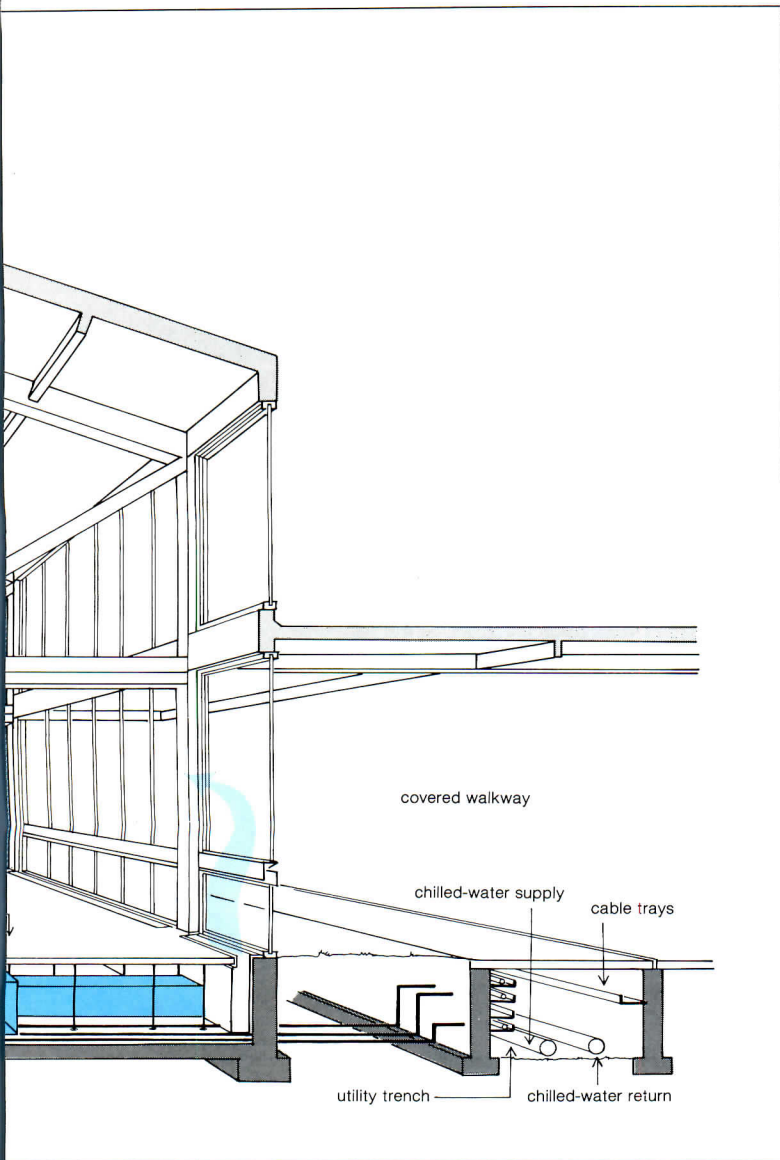 covered walkway
chilled-water supply
cable trays
utility trench
chilled-water return